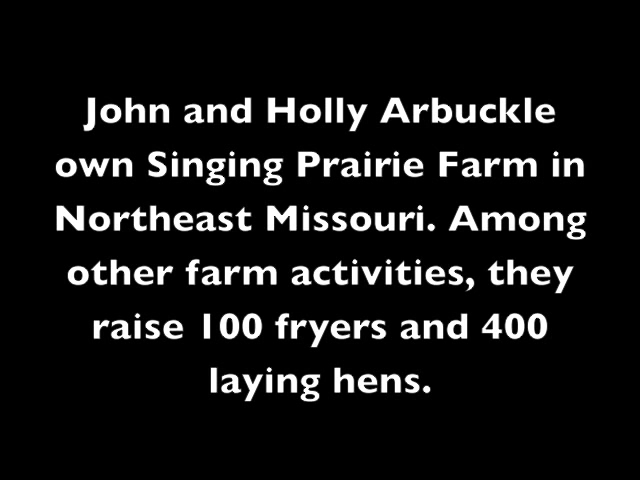 John and Holly Arbuckle
own Singing Prairie Farm in
Northeast Missouri. Among
other farm activities, they
raise 100 fryers and 400
laying hens.